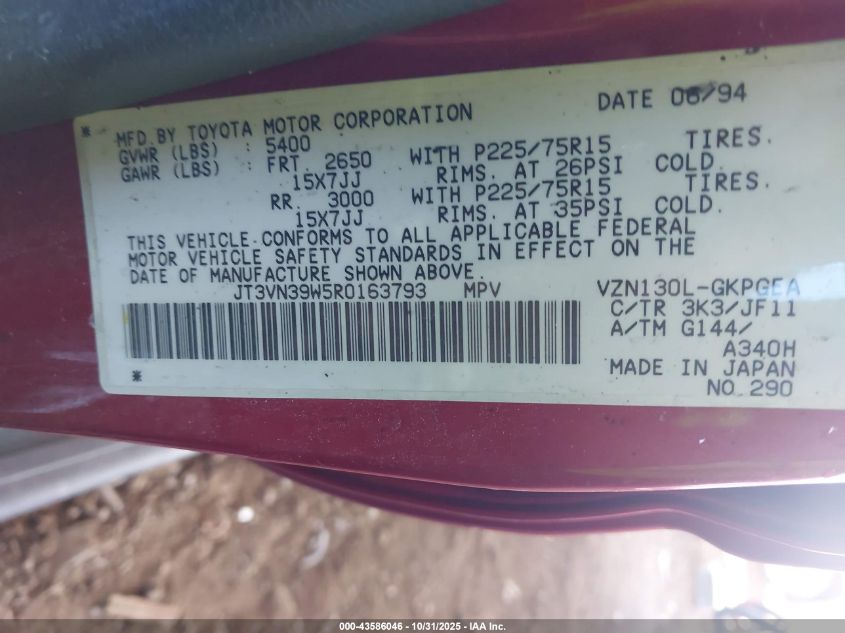 * MFD.BY TOYOTA MOTOR CORPORATION DATE 06/94
GVWR (LBS) : 5400
GAWR (LBS) : FRT. 2650 WITH P225/75R15 TIRES.
15X7JJ RIMS. AT 26PSI COLD.
RR. 3000 WITH P225/75R15 TIRES.
15X7JJ RIMS. AT 35PSI COLD.
THIS VEHICLE CONFORMS TO ALL APPLICABLE FEDERAL
MOTOR VEHICLE SAFETY STANDARDS IN EFFECT ON THE
DATE OF MANUFACTURE SHOWN ABOVE.
JT3VN39W5R0163793 MPV VZN130L-GKPGEA
C/TR 3K3/JF11
A/TM G144/
A340H
* MADE IN JAPAN
NO.290
000-43586046 - 10/31/2025 - IAA Inc.